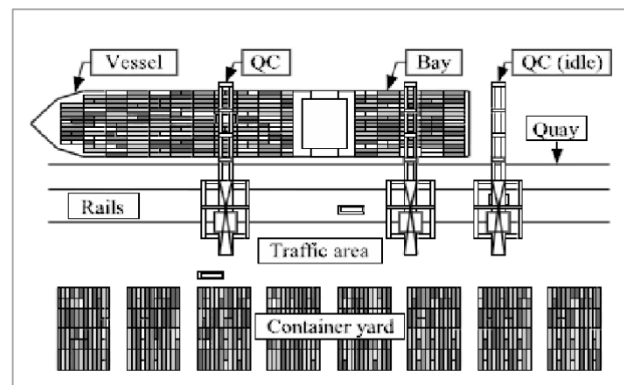 Vessel
QC
Bay
QC (idle)
Quay
Rails
Traffic area
Container yard